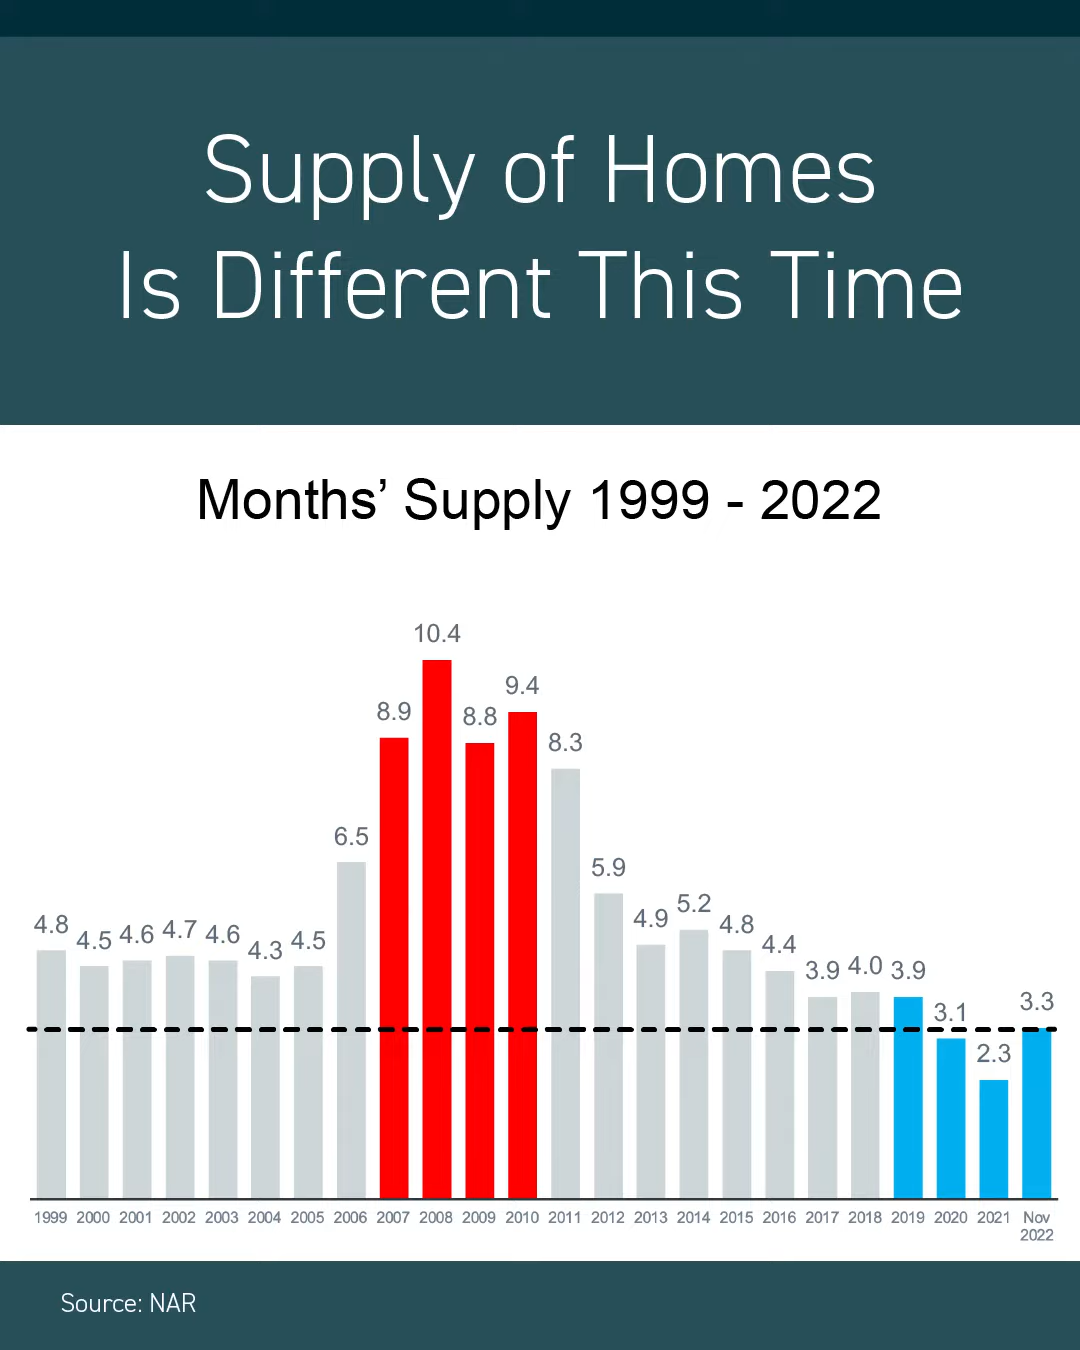 Supply of Homes
Is Different This Time
Months’ Supply 1999 - 2022
10.4
9.4
8.9
8.8
8.3
6.5
5.9
5.2
4.8 4.5 4.6 4.7 4.6 4.3 4.5
4.9
4.8
4.4
3.9 4.0 3.9
3.1
2.3
3.3
1999 2000 2001 2002 2003 2004 2005 2006 2007 2008 2009 2010 2011 2012 2013 2014 2015 2016 2017 2018 2019 2020 2021 Nov
2022
Source: NAR